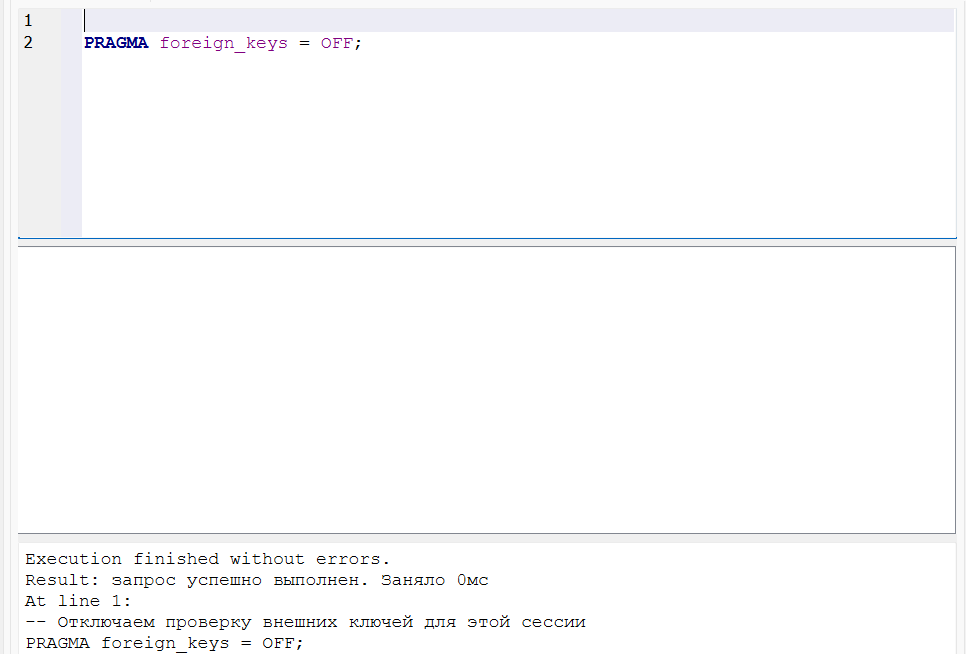 1
2 PRAGMA foreign_keys = OFF;
Execution finished without errors.
Result: запрос успешно выполнен. Заняло 0мс
At line 1:
-- Отключаем проверку внешних ключей для этой сессии
PRAGMA foreign_keys = OFF;